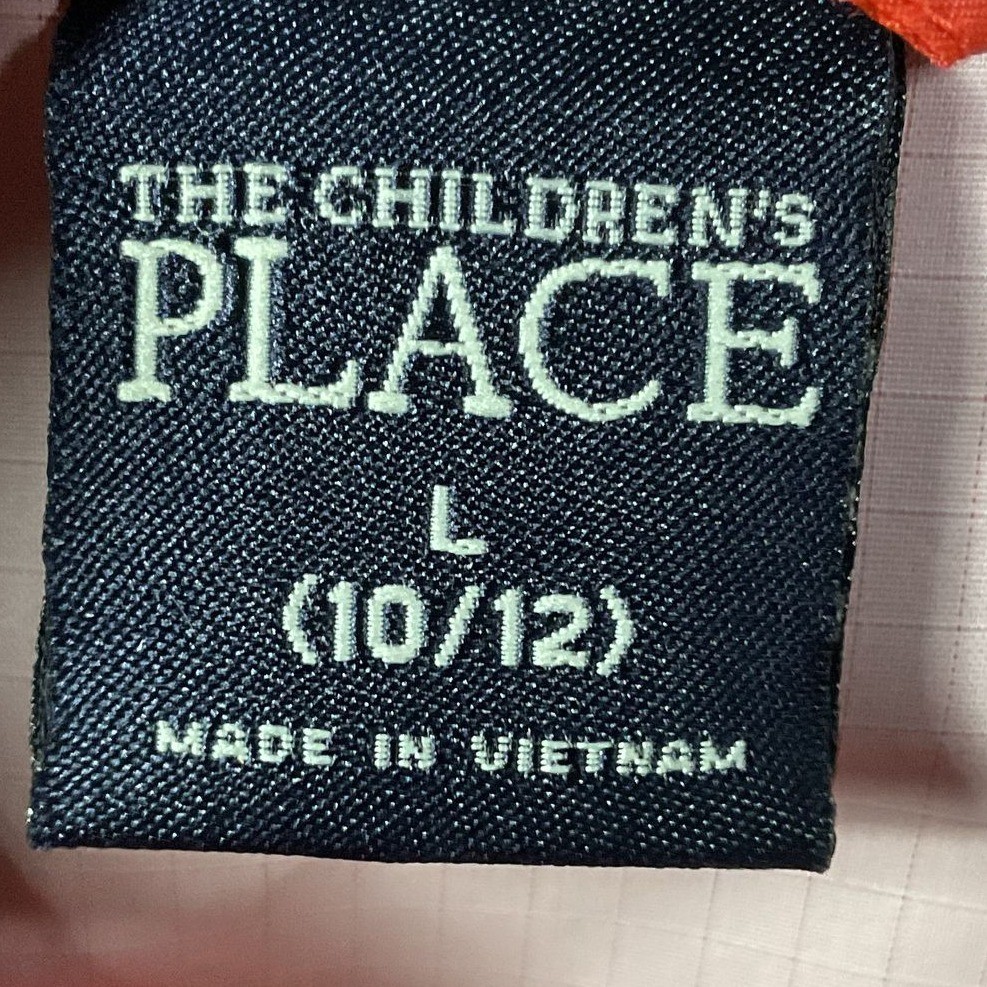 THE CHILDREN'S
PLACE
L
(10/12)
MADE IN VIETNAM